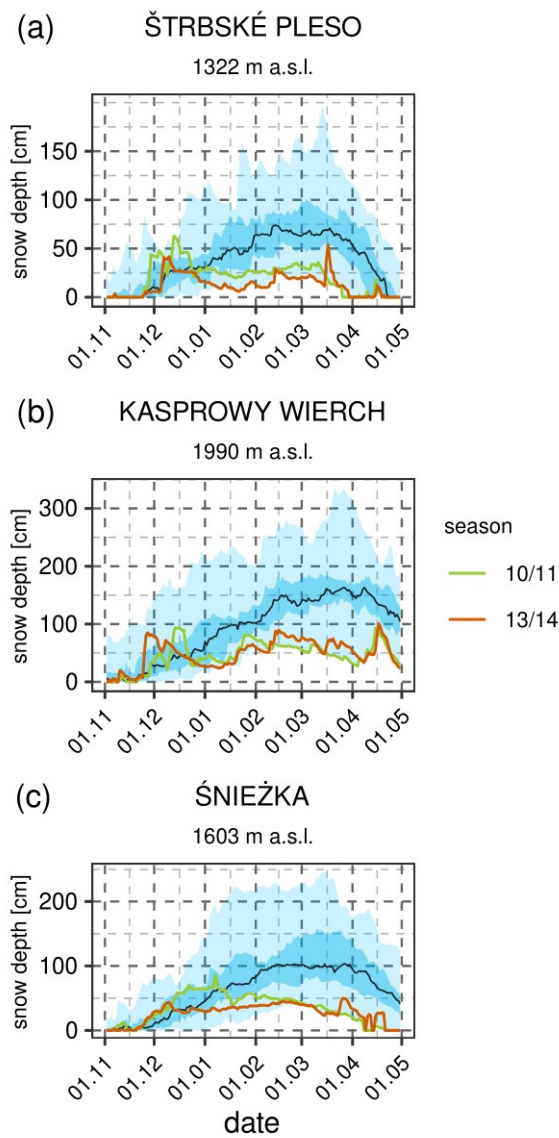 (a) ŠTRBSKÉ PLESO
1322 m a.s.l.
snow depth [cm]
150
100
50
0
01.11 01.12 01.01 01.02 01.03 01.04 01.05
(b) KASPROWY WIERCH
1990 m a.s.l.
snow depth [cm]
300
200
100
0
01.11 01.12 01.01 01.02 01.03 01.04 01.05
season
10/11
13/14
(c) ŚNIEŻKA
1603 m a.s.l.
snow depth [cm]
200
100
0
01.11 01.12 01.01 01.02 01.03 01.04 01.05
date